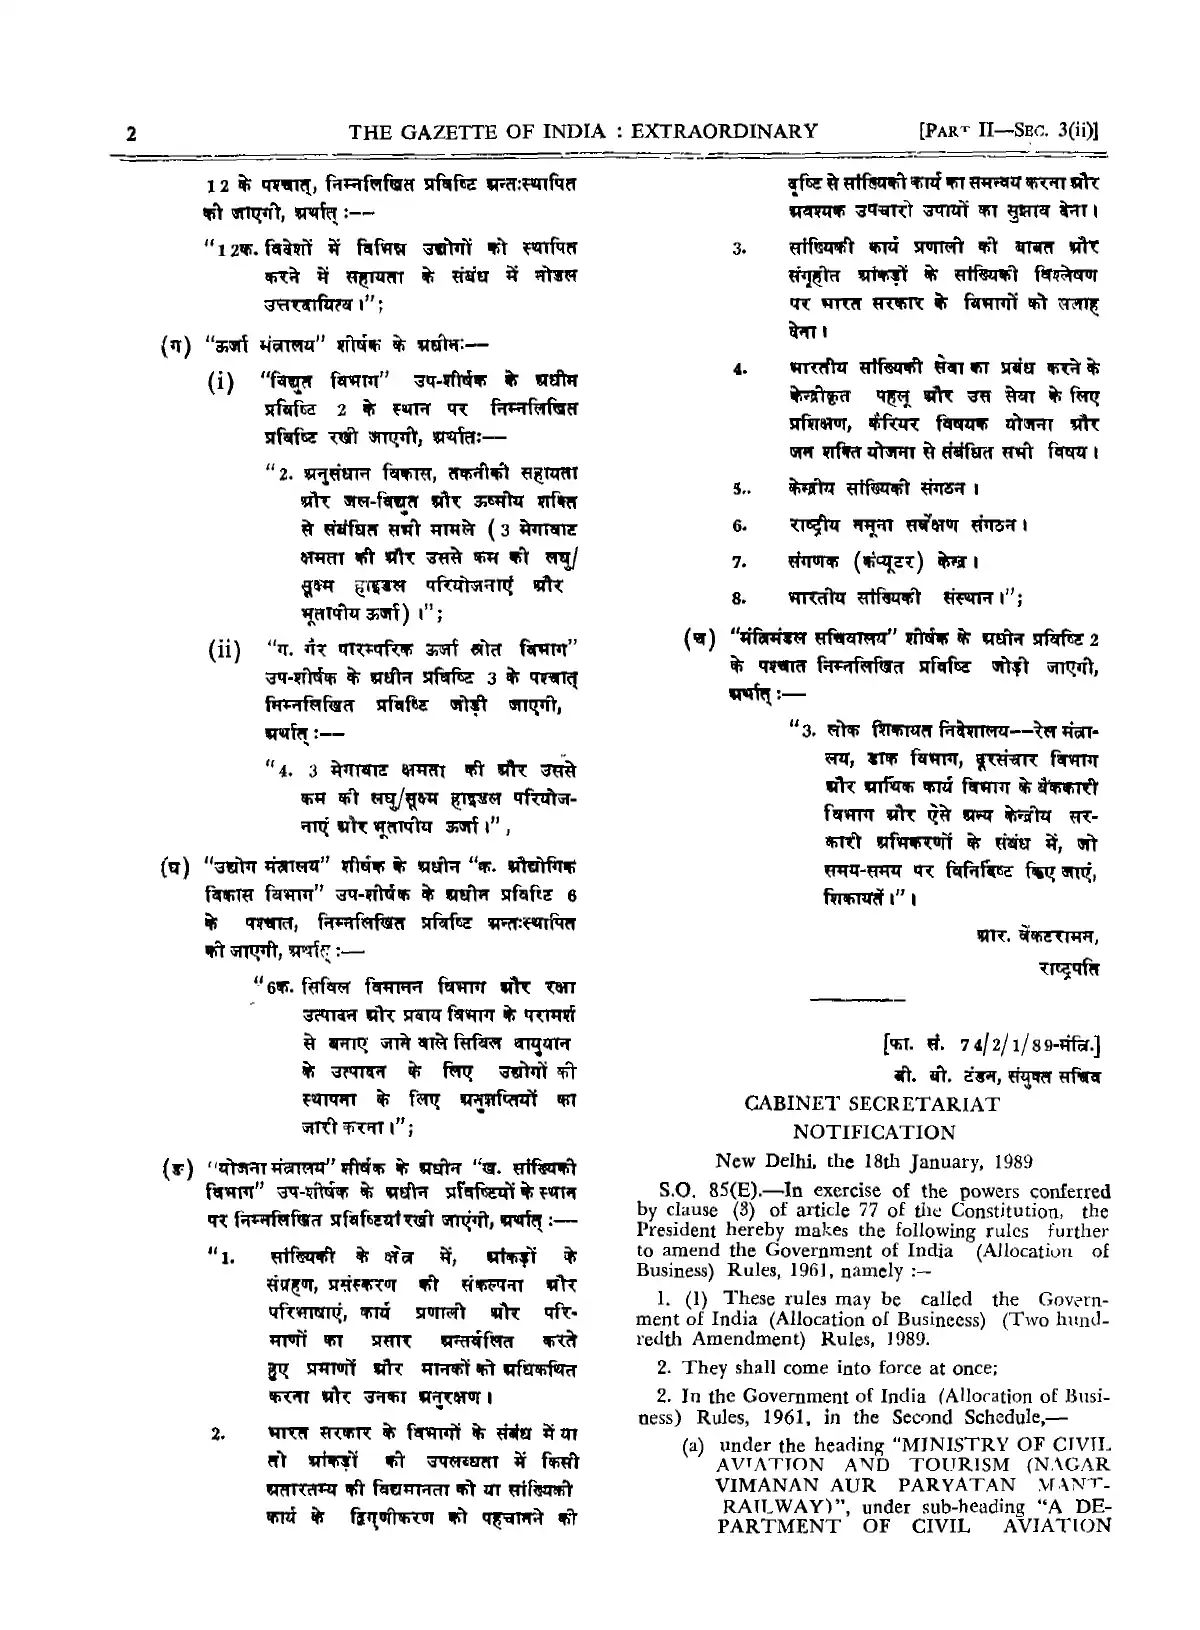 2 THE GAZETTE OF INDIA : EXTRAORDINARY [PART II—SEC. 3(ii)]
12 के पश्चात्, निम्नलिखित प्रविष्टि अन्तःस्थापित
की जाएगी, अर्थात् :--
"12क. विदेशों में विभिन्न उद्योगों को स्थापित
करने में सहायता के संबंध में नोडल
उत्तरदायित्व ।";
(ग) "ऊर्जा मंत्रालय" शीर्षक के अधीनः—
(i) "विद्युत विभाग" उप-शीर्षक के अधीन
प्रविष्टि 2 के स्थान पर निम्नलिखित
प्रविष्टि रखी जाएगी, अर्थातः—
"2. अनुसंधान विकास, तकनीकी सहायता
और जल-विद्युत और ऊष्मीय शक्ति
से संबंधित सभी मामले (3 मेगावाट
क्षमता की और उससे कम की लघु/
सूक्ष्म हाइडल परियोजनाएं और
भूतापीय ऊर्जा) ।";
(ii) "ग. गैर पारम्परिक ऊर्जा स्रोत विभाग"
उप-शीर्षक के अधीन प्रविष्टि 3 के पश्चात्
निम्नलिखित प्रविष्टि जोड़ी जाएगी,
अर्थात् :--
"4. 3 मेगावाट क्षमता की और उससे
कम की लघु/सूक्ष्म हाइडल परियोज-
नाएं और भूतापीय ऊर्जा ।",
(घ) "उद्योग मंत्रालय" शीर्षक के अधीन "क. औद्योगिक
विकास विभाग" उप-शीर्षक के अधीन प्रविष्टि 6
के पश्चात, निम्नलिखित प्रविष्टि अन्तःस्थापित
की जाएगी, अर्थात् :—
"6क. सिविल विमानन विभाग और रक्षा
उत्पादन और प्रदाय विभाग के परामर्श
से बनाए जाने वाले सिविल वायुयान
के उत्पादन के लिए उद्योगों की
स्थापना के लिए अनुज्ञप्तियों का
जारी करना ।";
(ङ) "योजना मंत्रालय" शीर्षक के अधीन "ख. सांख्यिकी
विभाग" उप-शीर्षक के अधीन प्रविष्टियों के स्थान
पर निम्नलिखित प्रविष्टियां रखी जाएंगी, अर्थात् :—
"1. सांख्यिकी के क्षेत्र में, आंकड़ों के
संग्रहण, प्रसंस्करण की संकल्पना और
परिभाषाएं, कार्य प्रणाली और परि-
माणों का प्रसार अन्तर्वलित करते
हुए प्रमाणों और मानकों को अधिकथित
करना और उनका अनुरक्षण ।
2. भारत सरकार के विभागों के संबंध में या
तो आंकड़ों की उपलब्धता में किसी
अतारतम्य की विद्यमानता को या सांख्यिकी
कार्य के द्विगुणीकरण को पहचानने की
दृष्टि से सांख्यिकी कार्य का समन्वय करना और
अवश्यक उपचारी उपायों का सुझाव देना ।
3. सांख्यिकी कार्य प्रणाली की बाबत और
संगृहीत आंकड़ों के सांख्यिकी विश्लेषण
पर भारत सरकार के विभागों को सलाह
देना ।
4. भारतीय सांख्यिकी सेवा का प्रबंध करने के
केन्द्रीकृत पहलू और उस सेवा के लिए
प्रशिक्षण, कैरियर विषयक योजना और
जन शक्ति योजना से संबंधित सभी विषय ।
5.. केन्द्रीय सांख्यिकी संगठन ।
6. राष्ट्रीय नमूना सर्वेक्षण संगठन ।
7. संगणक (कंप्यूटर) केन्द्र ।
8. भारतीय सांख्यिकी संस्थान ।";
(च) "मंत्रिमंडल सचिवालय" शीर्षक के अधीन प्रविष्टि 2
के पश्चात निम्नलिखित प्रविष्टि जोड़ी जाएगी,
अर्थात् :—
"3. लोक शिकायत निदेशालय--रेल मंत्रा-
लय, डाक विभाग, दूरसंचार विभाग
और आर्थिक कार्य विभाग के बैंककारी
विभाग और ऐसे अन्य केन्द्रीय सर-
कारी अभिकरणों के संबंध में, जो
समय-समय पर विनिर्बिष्ट किए जाएं,
शिकायतें ।" ।
आर. वेंकटरामन,
राष्ट्रपति
[फा. सं. 74/2/1/89-मंत्रि.]
बी. बी. टंडन, संयुक्त सचिव
CABINET SECRETARIAT
NOTIFICATION
New Delhi, the 18th January, 1989
S.O. 85(E).—In exercise of the powers conferred
by clause (3) of article 77 of the Constitution, the
President hereby makes the following rules further
to amend the Government of India (Allocation of
Business) Rules, 1961, namely :—
1. (1) These rules may be called the Govern-
ment of India (Allocation of Busineess) (Two hund-
redth Amendment) Rules, 1989.
2. They shall come into force at once;
2. In the Government of India (Allocation of Busi-
ness) Rules, 1961, in the Second Schedule,—
(a) under the heading "MINISTRY OF CIVIL
AVIATION AND TOURISM (NAGAR
VIMANAN AUR PARYATAN MANT-
RAILWAY)", under sub-heading "A DE-
PARTMENT OF CIVIL AVIATION